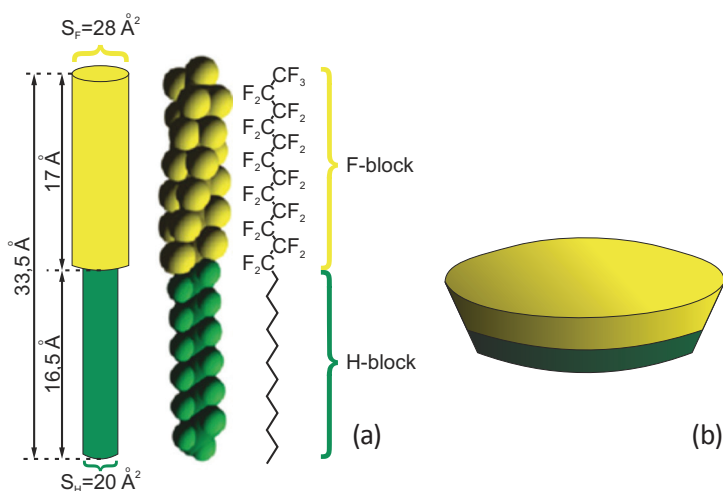 S_F=28 Å²
17 Å
33,5 Å
16,5 Å
S_H=20 Å²
CF₃
F₂C
CF₂
F₂C
CF₂
F₂C
CF₂
F₂C
CF₂
F₂C
CF₂
F₂C
F-block
H-block
(a)
(b)